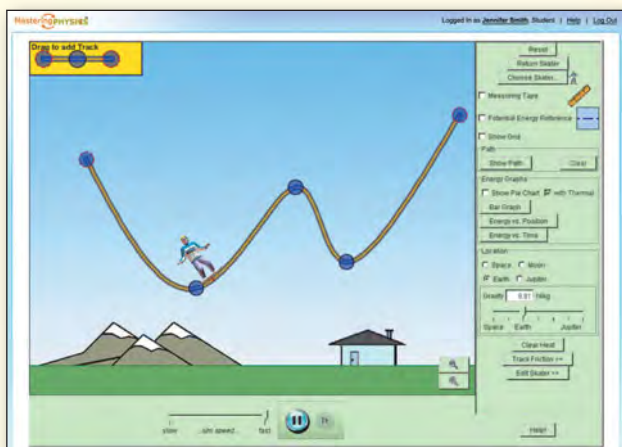 MasteringPHYSICS
Logged in as Jennifer Smith, Student | Help | Log Out
Drag to add Track
Reset
Return Skater
Choose Skater...
Measuring Tape
Potential Energy Reference
Show Grid
Path
Show Path
Clear
Energy Graphs
Show Pie Chart
with Thermal
Bar Graph
Energy vs. Position
Energy vs. Time
Location
Space
Moon
Earth
Jupiter
Gravity
9.81
N/kg
Space
Earth
Jupiter
Clear Heat
Track Friction >>
Edit Skater >>
slow
...sim speed...
fast
Help!